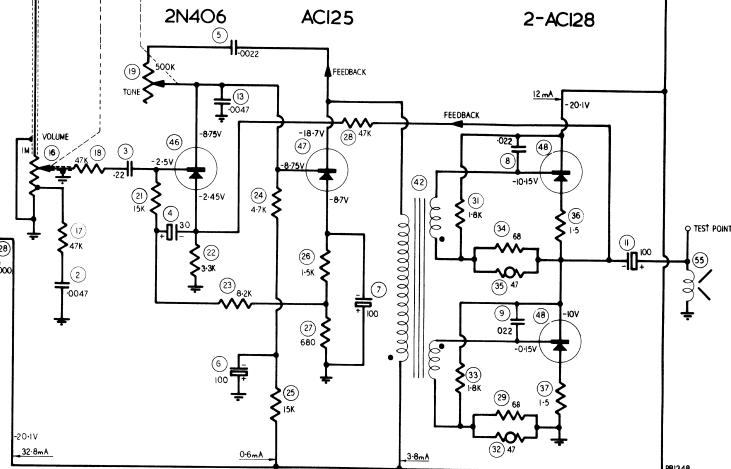 2N406 AC125 2-AC128
5
.0022
19
500K
TONE
FEEDBACK
13
.0047
12mA
-20·1V
FEEDBACK
VOLUME
1M
16
18
47K
3
.22
-8·75V
46
-2·5V
-2·45V
-18·7V
47
-8·75V
-8·7V
28
47K
.022
8
48
-10·15V
21
15K
4
30
+ -
24
4·7K
42
31
1·8K
36
1·5
17
47K
22
3·3K
34
68
35 47
11
100
- +
TEST POINT
55
28
000
2
.0047
23
8·2K
26
1·5K
7
100
- +
9
022
48
-10V
-0·15V
27
680
6
100
- +
33
1·8K
37
1·5
25
15K
29
68
32 47
-20·1V
32·8mA
0·6mA
3·8mA